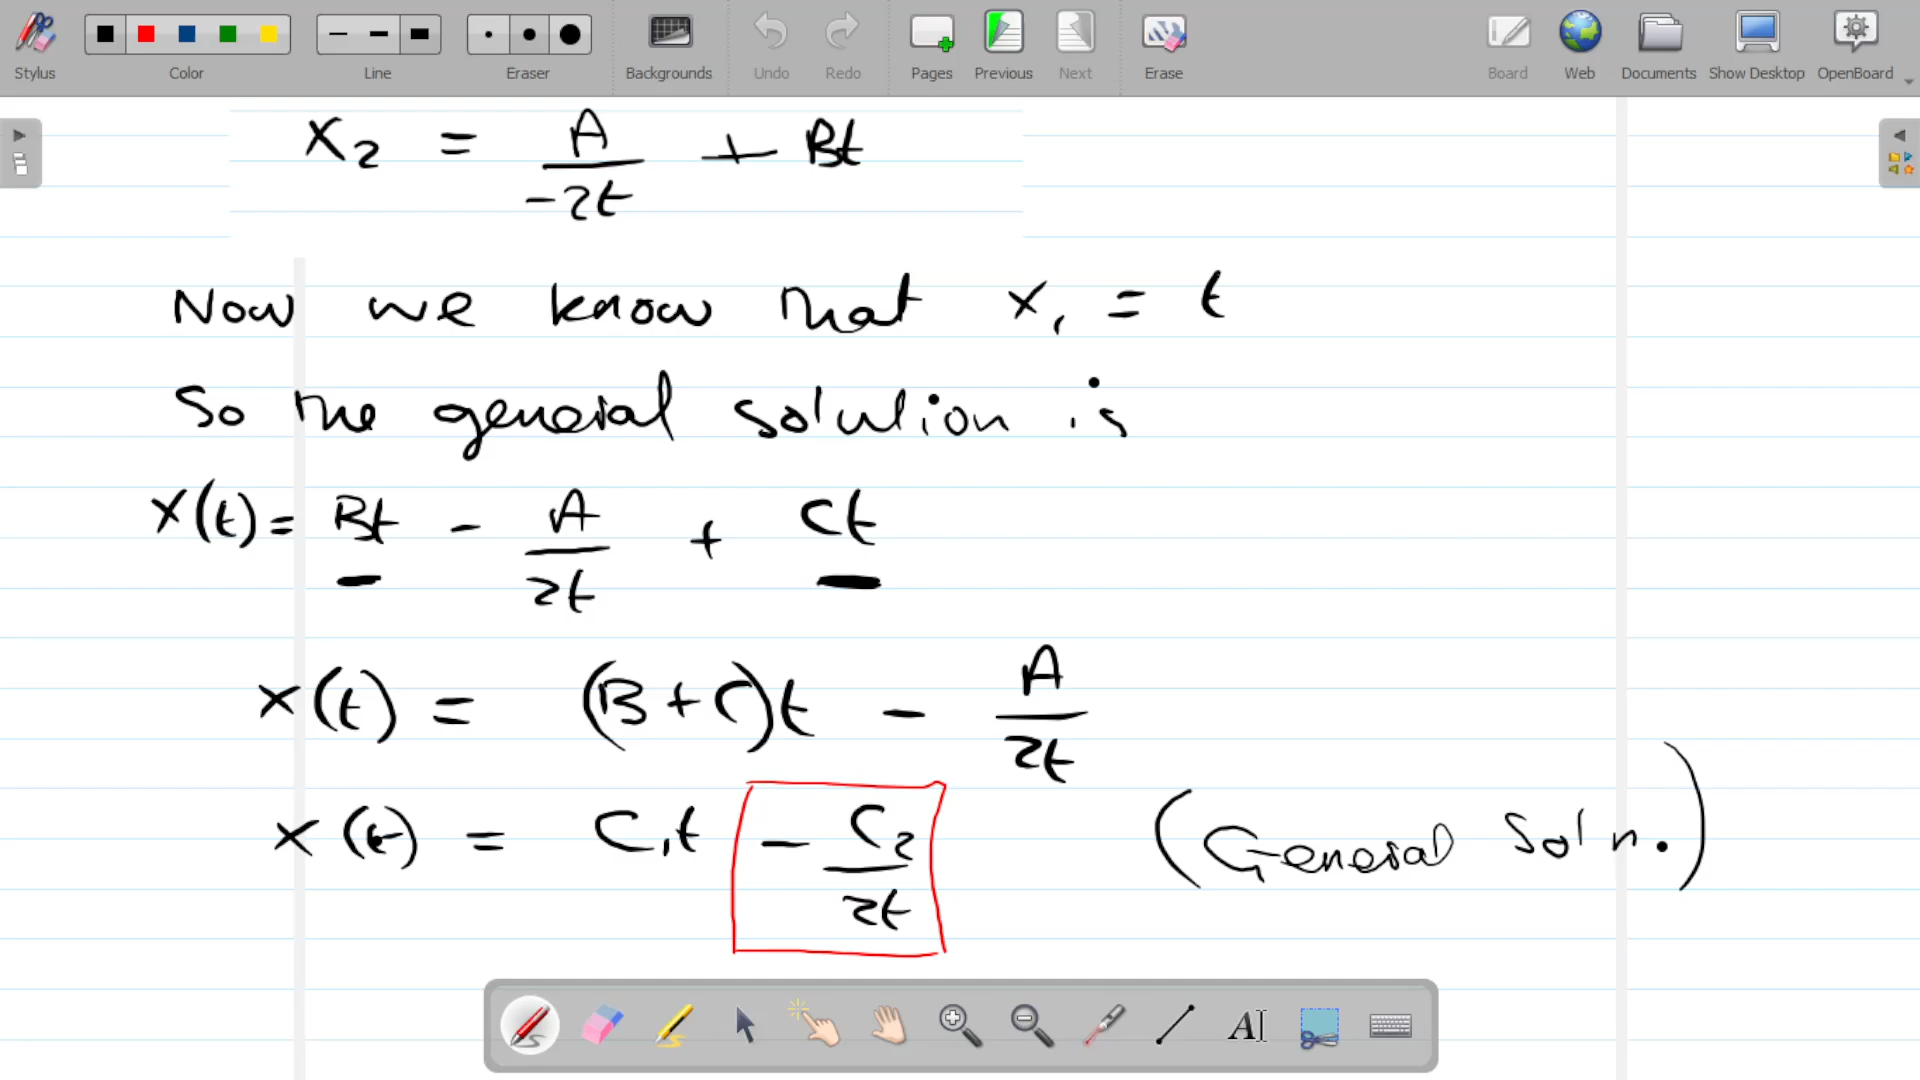 Stylus Color Line Eraser Backgrounds Undo Redo Pages Previous Next Erase Board Web Documents Show Desktop OpenBoard
x₂ = A/-2t + Bt
Now we know that x₁ = t
So the general solution is
x(t) = Bt - A/2t + Ct
x(t) = (B + C)t - A/2t
x(t) = C₁t - C₂/2t (General Soln.)